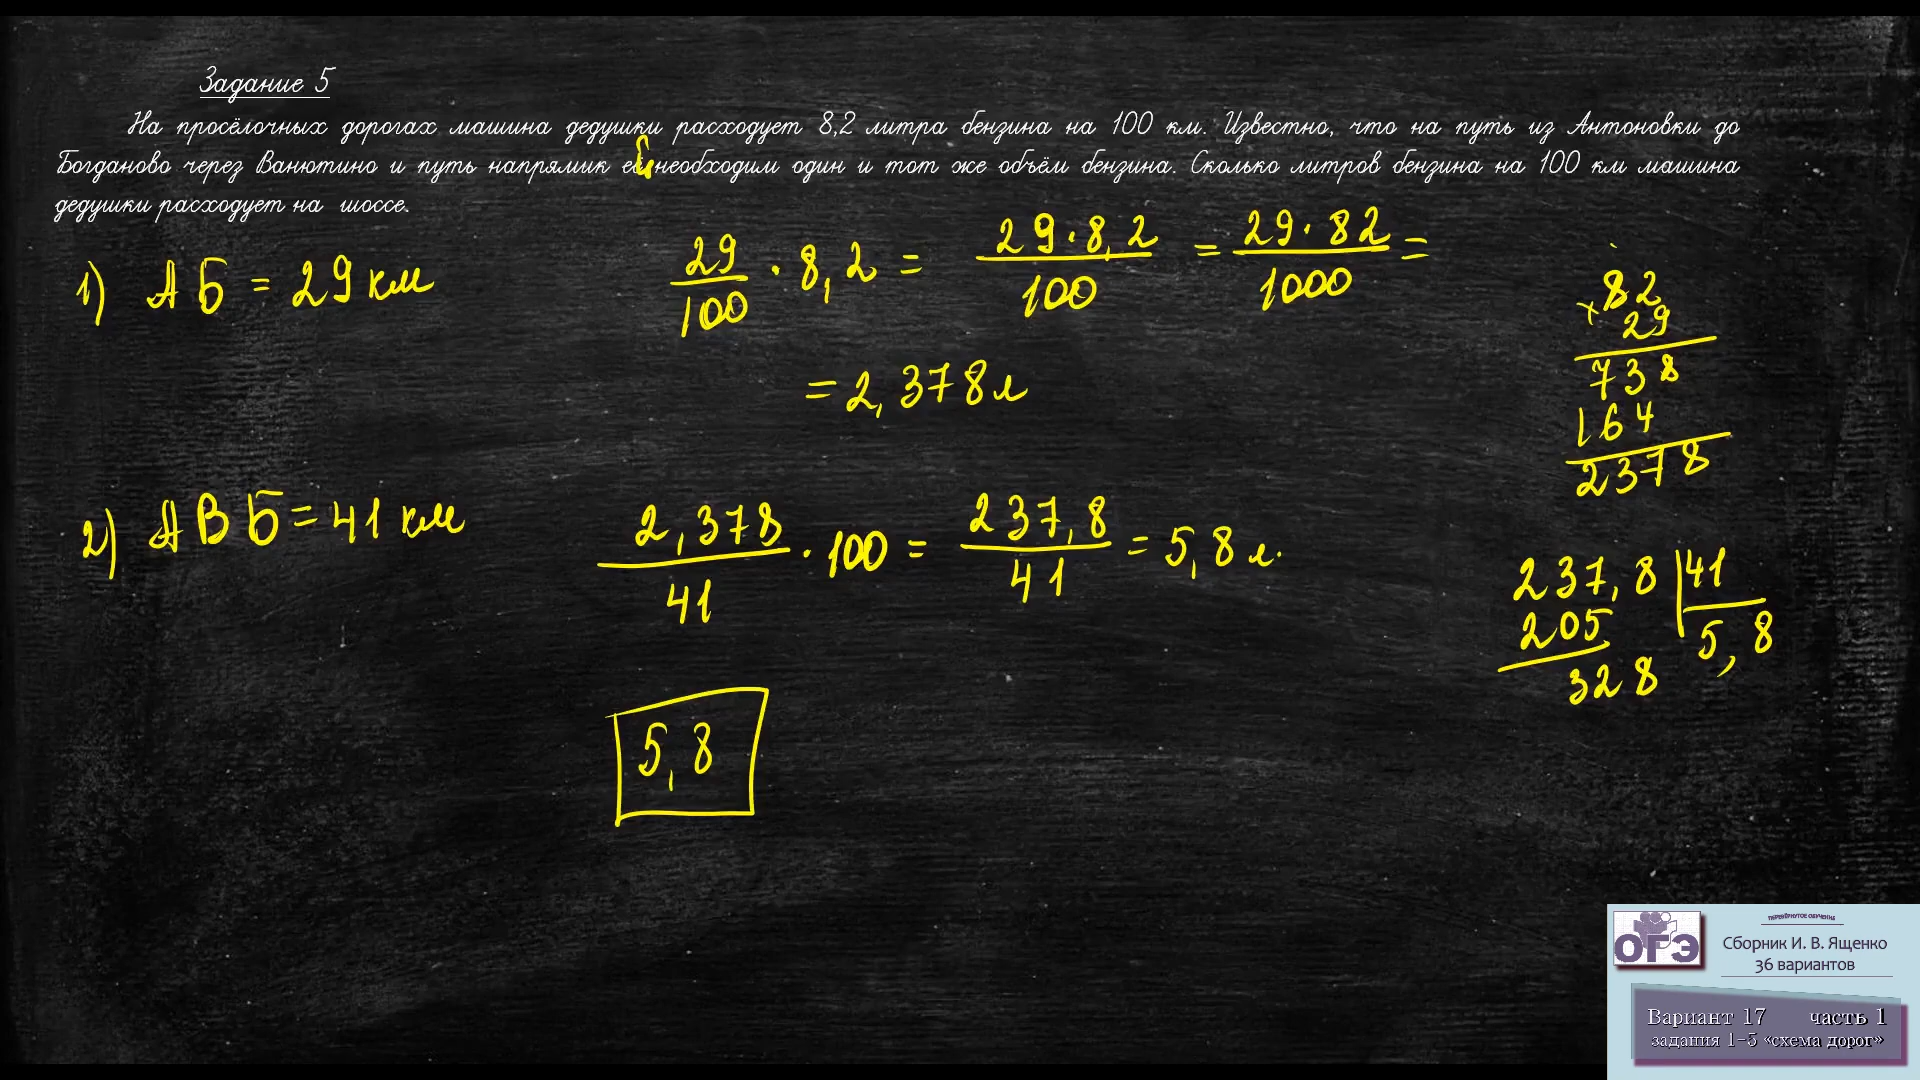 Задание 5
На просёлочных дорогах машина дедушки расходует 8,2 литра бензина на 100 км. Известно, что на путь из Антоновки до
Богданово через Ванютино и путь напрямик ей необходим один и тот же объём бензина. Сколько литров бензина на 100 км машина
дедушки расходует на шоссе.
1) АБ = 29 км
29/100 · 8,2 = 29·8,2/100 = 29·82/1000 =
= 2,378 л
×82
29
738
164
2378
2) АВБ = 41 км
2,378/41 · 100 = 237,8/41 = 5,8 л.
237,8 | 41
205 5,8
328
5,8
ПЕРЕВЁРНУТОЕ ОБУЧЕНИЕ
ОГЭ
Сборник И. В. Ященко
36 вариантов
Вариант 17 часть 1
задания 1-5 «схема дорог»